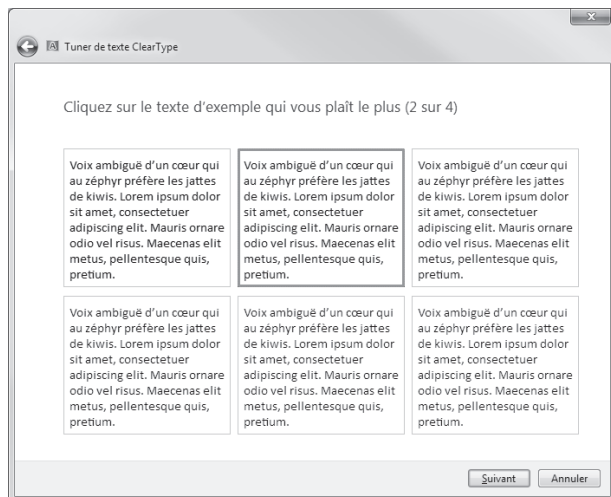 Tuner de texte ClearType
Cliquez sur le texte d'exemple qui vous plaît le plus (2 sur 4)
Voix ambiguë d'un cœur qui
au zéphyr préfère les jattes
de kiwis. Lorem ipsum dolor
sit amet, consectetuer
adipiscing elit. Mauris ornare
odio vel risus. Maecenas elit
metus, pellentesque quis,
pretium.
Voix ambiguë d'un cœur qui
au zéphyr préfère les jattes
de kiwis. Lorem ipsum dolor
sit amet, consectetuer
adipiscing elit. Mauris ornare
odio vel risus. Maecenas elit
metus, pellentesque quis,
pretium.
Voix ambiguë d'un cœur qui
au zéphyr préfère les jattes
de kiwis. Lorem ipsum dolor
sit amet, consectetuer
adipiscing elit. Mauris ornare
odio vel risus. Maecenas elit
metus, pellentesque quis,
pretium.
Voix ambiguë d'un cœur qui
au zéphyr préfère les jattes
de kiwis. Lorem ipsum dolor
sit amet, consectetuer
adipiscing elit. Mauris ornare
odio vel risus. Maecenas elit
metus, pellentesque quis,
pretium.
Voix ambiguë d'un cœur qui
au zéphyr préfère les jattes
de kiwis. Lorem ipsum dolor
sit amet, consectetuer
adipiscing elit. Mauris ornare
odio vel risus. Maecenas elit
metus, pellentesque quis,
pretium.
Voix ambiguë d'un cœur qui
au zéphyr préfère les jattes
de kiwis. Lorem ipsum dolor
sit amet, consectetuer
adipiscing elit. Mauris ornare
odio vel risus. Maecenas elit
metus, pellentesque quis,
pretium.
Suivant
Annuler